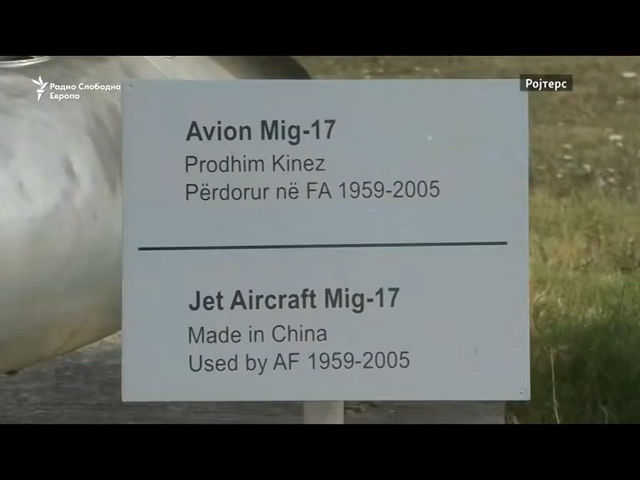 Радио Слободна
Европа
Ројтерс
Avion Mig-17
Prodhim Kinez
Përdorur në FA 1959-2005
Jet Aircraft Mig-17
Made in China
Used by AF 1959-2005